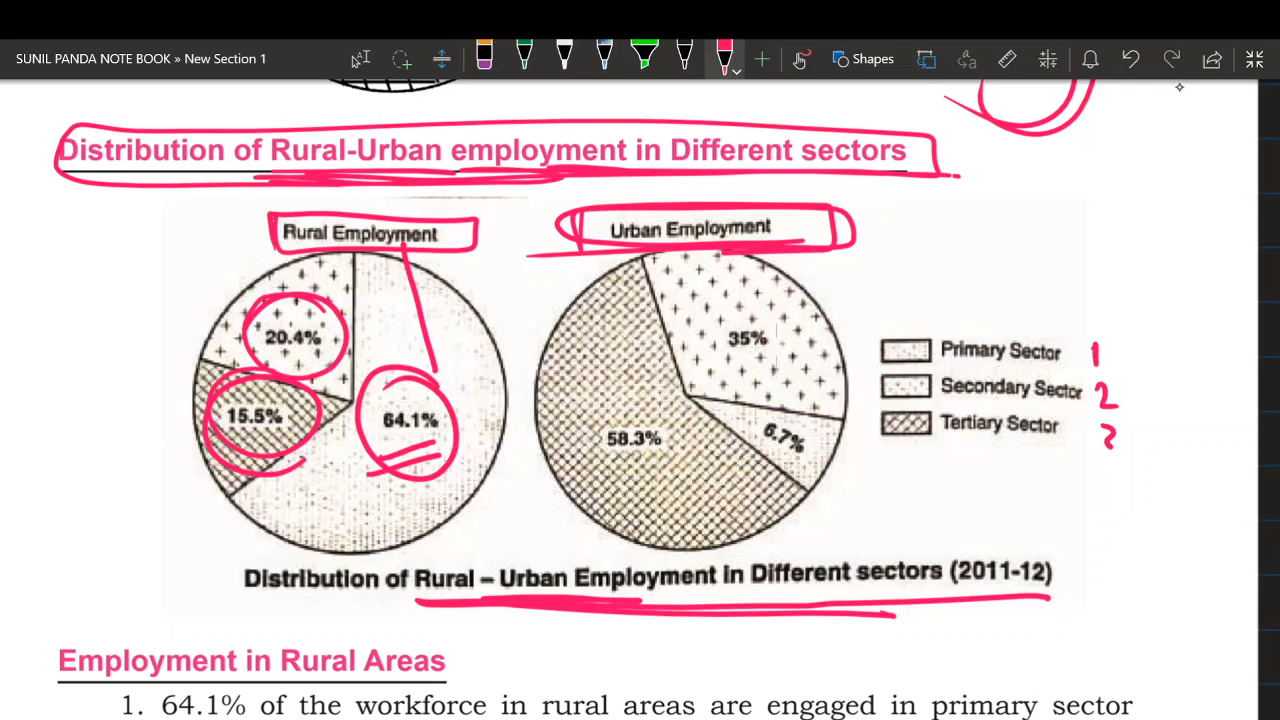 SUNIL PANDA NOTE BOOK » New Section 1
Shapes
Distribution of Rural-Urban employment in Different sectors
Rural Employment
Urban Employment
20.4%
15.5%
64.1%
35%
6.7%
58.3%
Primary Sector 1
Secondary Sector 2
Tertiary Sector 3
Distribution of Rural – Urban Employment in Different sectors (2011-12)
Employment in Rural Areas
1. 64.1% of the workforce in rural areas are engaged in primary sector